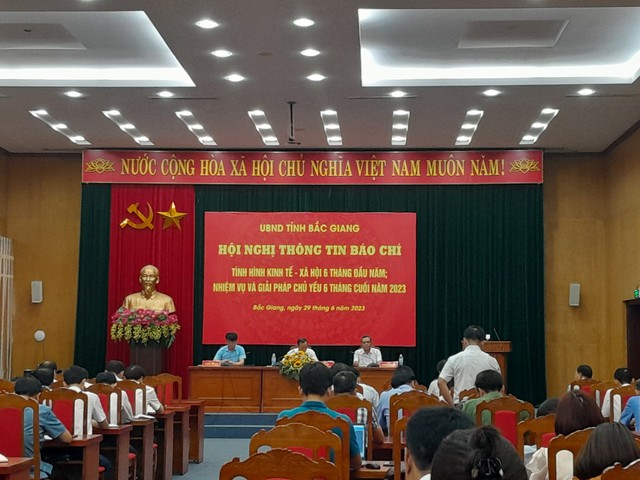 NƯỚC CỘNG HÒA XÃ HỘI CHỦ NGHĨA VIỆT NAM MUÔN NĂM!
UBND TỈNH BẮC GIANG
HỘI NGHỊ THÔNG TIN BÁO CHÍ
TÌNH HÌNH KINH TẾ - XÃ HỘI 6 THÁNG ĐẦU NĂM;
NHIỆM VỤ VÀ GIẢI PHÁP CHỦ YẾU 6 THÁNG CUỐI NĂM 2023
Bắc Giang, ngày 29 tháng 6 năm 2023